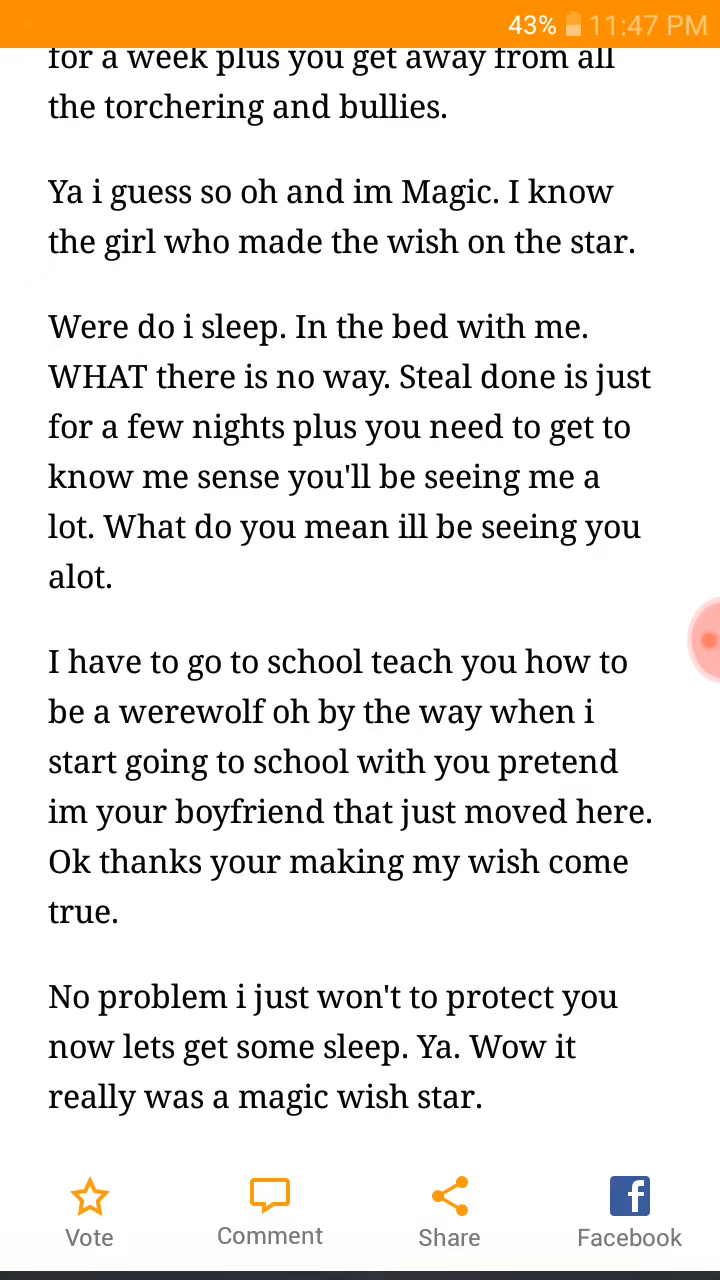 43% 11:47 PM
for a week plus you get away from all
the torchering and bullies.
Ya i guess so oh and im Magic. I know
the girl who made the wish on the star.
Were do i sleep. In the bed with me.
WHAT there is no way. Steal done is just
for a few nights plus you need to get to
know me sense you'll be seeing me a
lot. What do you mean ill be seeing you
alot.
I have to go to school teach you how to
be a werewolf oh by the way when i
start going to school with you pretend
im your boyfriend that just moved here.
Ok thanks your making my wish come
true.
No problem i just won't to protect you
now lets get some sleep. Ya. Wow it
really was a magic wish star.
Vote Comment Share Facebook